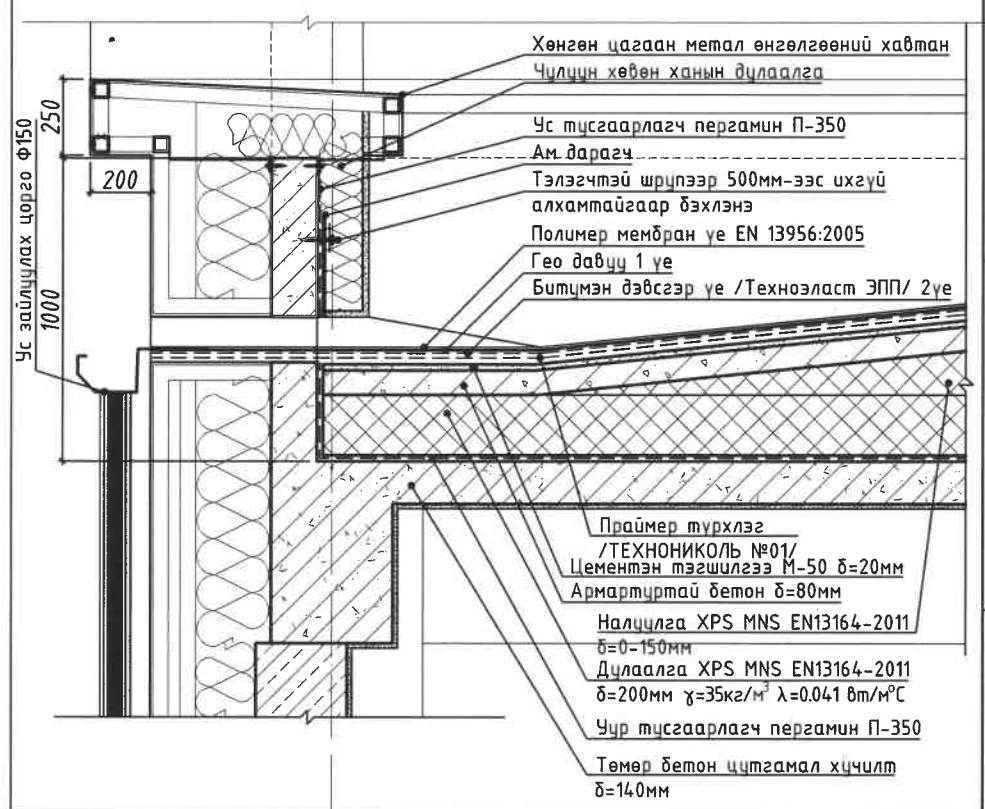 Хөнгөн цагаан метал өнгөлгөөний хавтан
Чулуун хөвөн ханын дулаалга
Ус тусгаарлагч пергамин П-350
Ам дарагч
Тэлэгчтэй шрупээр 500мм-ээс ихгүй
алхамтайгаар бэхлэнэ
Полимер мембран үе EN 13956:2005
Гео давуу 1 үе
Битумэн дэвсгэр үе /Техноэласт ЭПП/ 2үе
250
200
1000
Ус зайлуулах цорго Ф150
Праймер түрхлэг
/ТЕХНОНИКОЛЬ №01/
Цементэн тэгшилгээ М-50 δ=20мм
Армартуртай бетон δ=80мм
Налуулга XPS MNS EN13164-2011
δ=0-150мм
Дулаалга XPS MNS EN13164-2011
δ=200мм γ=35кг/м³ λ=0.041 вт/м°С
Уур тусгаарлагч пергамин П-350
Төмөр бетон цутгамал хучилт
δ=140мм